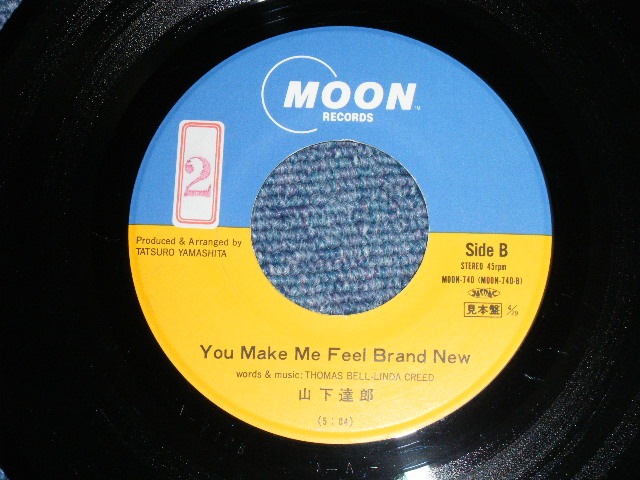 MOON
RECORDS
2
Produced & Arranged by
TATSURO YAMASHITA
Side B
STEREO 45rpm
MOON-740 (MOON-740-B)
JASRAC
見本盤
You Make Me Feel Brand New
words & music: THOMAS BELL-LINDA CREED
山下達郎
(5:04)